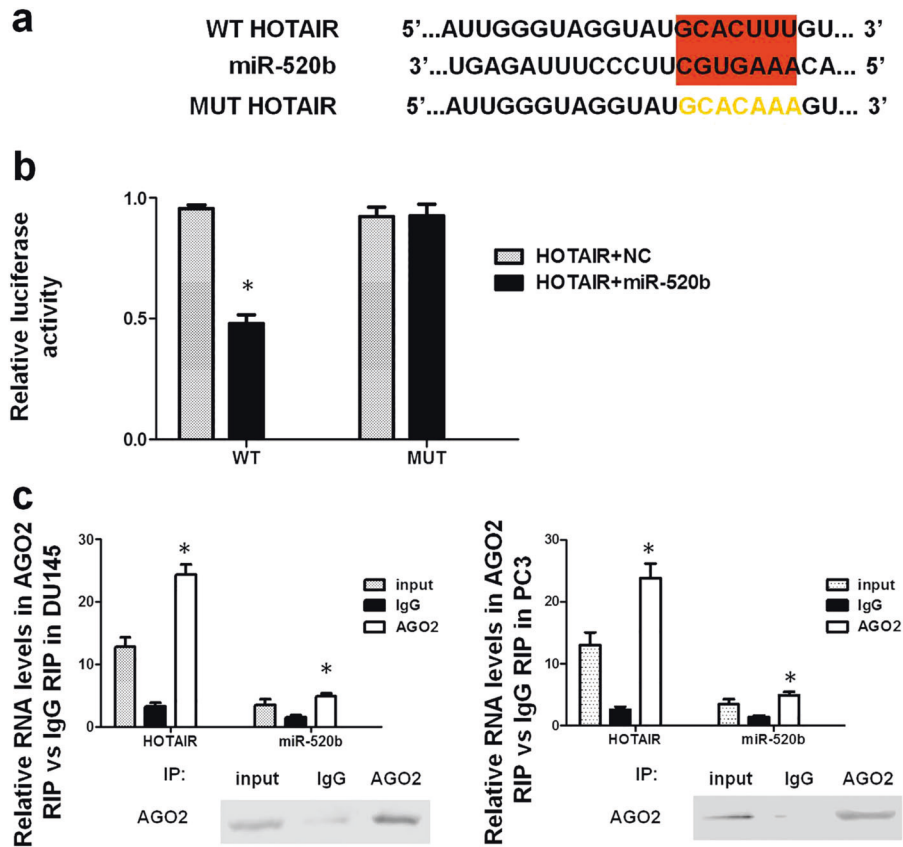 a
WT HOTAIR 5’...AUUGGGUAGGUAUGCACUUUGU... 3’
miR-520b 3’...UGAGAUUUCCCUUCGUGAAACA... 5’
MUT HOTAIR 5’...AUUGGGUAGGUAUGCACAAAGU... 3’
b
Relative luciferase
activity
1.0
0.5
0.0
*
WT
MUT
HOTAIR+NC
HOTAIR+miR-520b
c
Relative RNA levels in AGO2
RIP vs IgG RIP in DU145
30
20
10
0
*
*
HOTAIR
miR-520b
input
IgG
AGO2
IP: input IgG AGO2
AGO2
Relative RNA levels in AGO2
RIP vs IgG RIP in PC3
30
20
10
0
*
*
HOTAIR
miR-520b
input
IgG
AGO2
IP: input IgG AGO2
AGO2